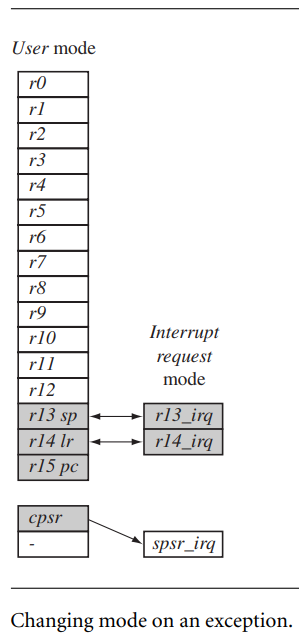 User mode
r0
r1
r2
r3
r4
r5
r6
r7
r8
r9
r10
r11
r12
r13 sp
r14 lr
r15 pc
cpsr
-
Interrupt
request
mode
r13_irq
r14_irq
spsr_irq
Changing mode on an exception.